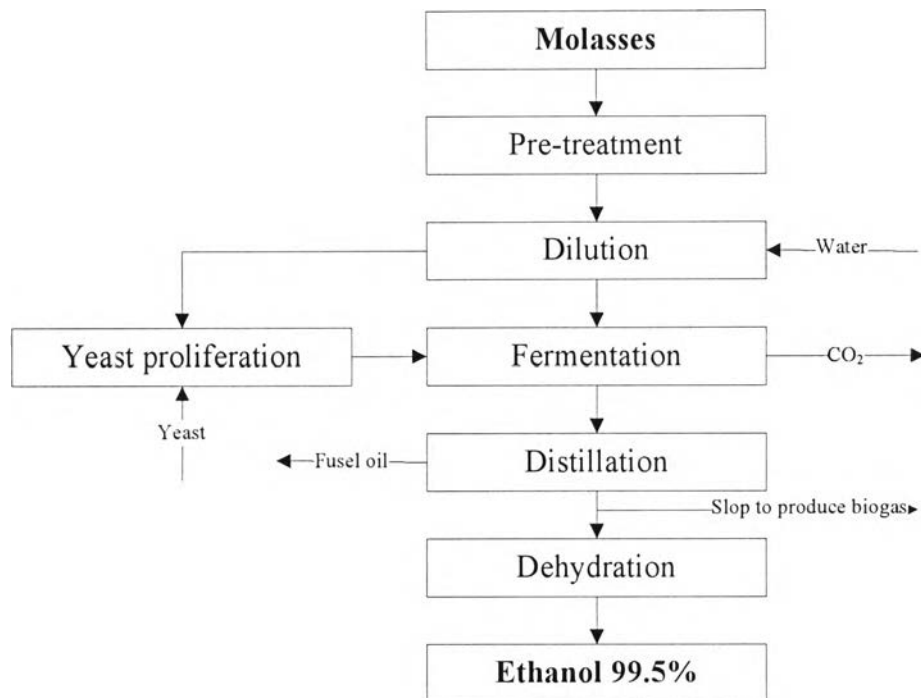 Molasses
Pre-treatment
Dilution
Water
Yeast proliferation
Fermentation
CO₂
Yeast
Fusel oil
Distillation
Slop to produce biogas
Dehydration
Ethanol 99.5%